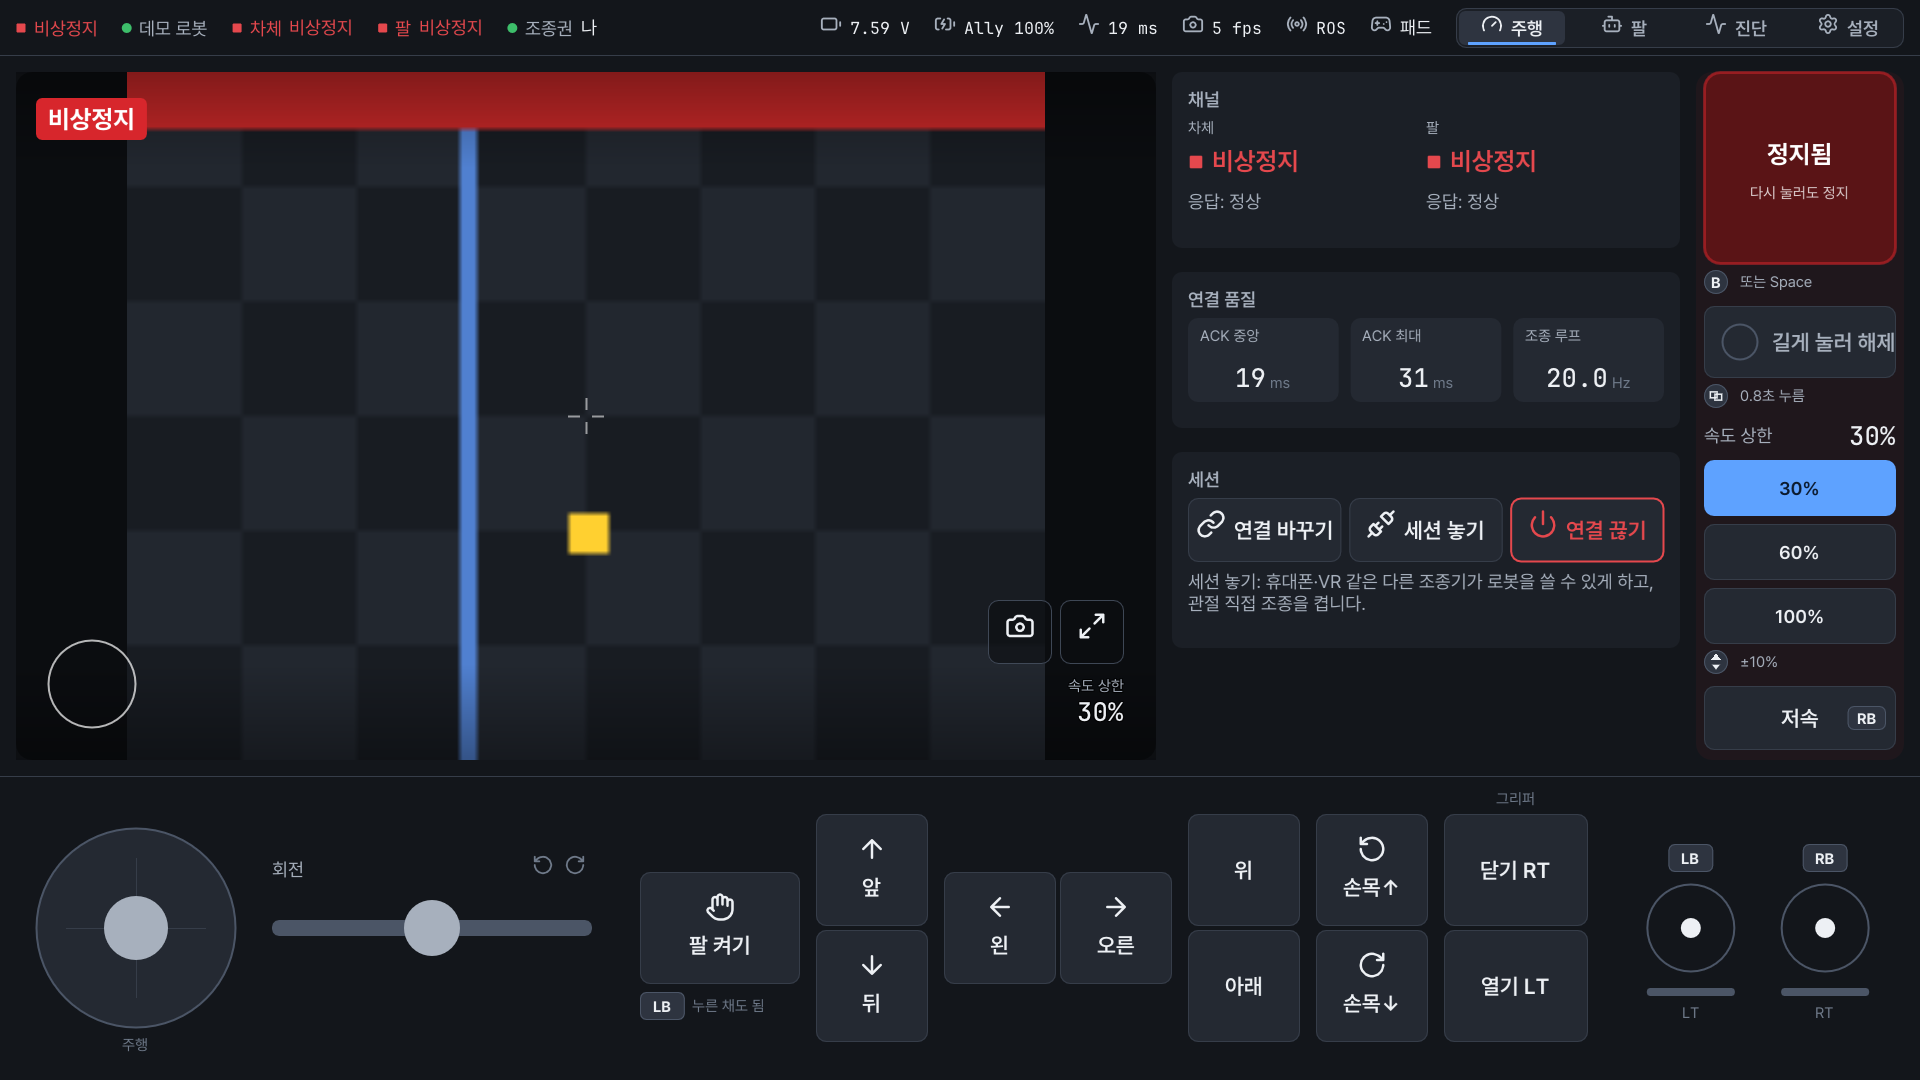 비상정지
데모 로봇
차체 비상정지
팔 비상정지
조종권 나
7.59 V
Ally 100%
19 ms
5 fps
ROS
패드
주행
팔
진단
설정
비상정지
속도 상한
30%
채널
차체
팔
비상정지
비상정지
응답: 정상
응답: 정상
연결 품질
ACK 중앙
ACK 최대
조종 루프
19 ms
31 ms
20.0 Hz
세션
연결 바꾸기
세션 놓기
연결 끊기
세션 놓기: 휴대폰·VR 같은 다른 조종기가 로봇을 쓸 수 있게 하고,
관절 직접 조종을 켭니다.
정지됨
다시 눌러도 정지
B 또는 Space
길게 눌러 해제
0.8초 누름
속도 상한 30%
30%
60%
100%
±10%
저속 RB
주행
회전
팔 켜기
LB 누른 채도 됨
앞
뒤
왼
오른
위
아래
손목↑
손목↓
그리퍼
닫기 RT
열기 LT
LB
RB
LT
RT